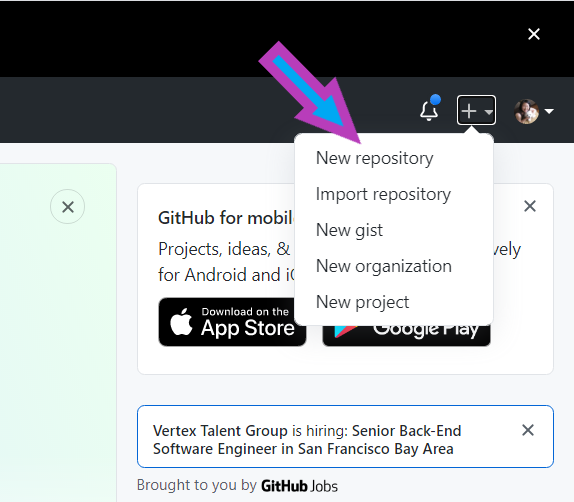 New repository
Import repository
New gist
New organization
New project
GitHub for mobil
Projects, ideas, &
vely
for Android and i
Download on the
App Store
Google Play
Vertex Talent Group is hiring: Senior Back-End
Software Engineer in San Francisco Bay Area
Brought to you by GitHub Jobs